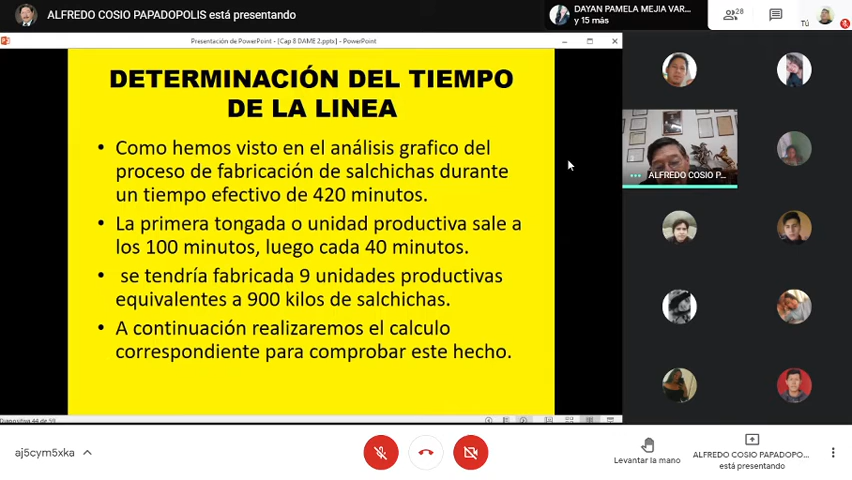 ALFREDO COSIO PAPADOPOLIS está presentando
DAYAN PAMELA MEJIA VAR...
y 15 más
28
Tú
Presentación de PowerPoint - [Cap 8 DAME 2.pptx] - PowerPoint
DETERMINACIÓN DEL TIEMPO
DE LA LINEA
• Como hemos visto en el análisis grafico del
proceso de fabricación de salchichas durante
un tiempo efectivo de 420 minutos.
• La primera tongada o unidad productiva sale a
los 100 minutos, luego cada 40 minutos.
• se tendría fabricada 9 unidades productivas
equivalentes a 900 kilos de salchichas.
• A continuación realizaremos el calculo
correspondiente para comprobar este hecho.
ALFREDO COSIO P...
Diapositiva 44 de
aj5cym5xka
Levantar la mano
ALFREDO COSIO PAPADOPO...
está presentando